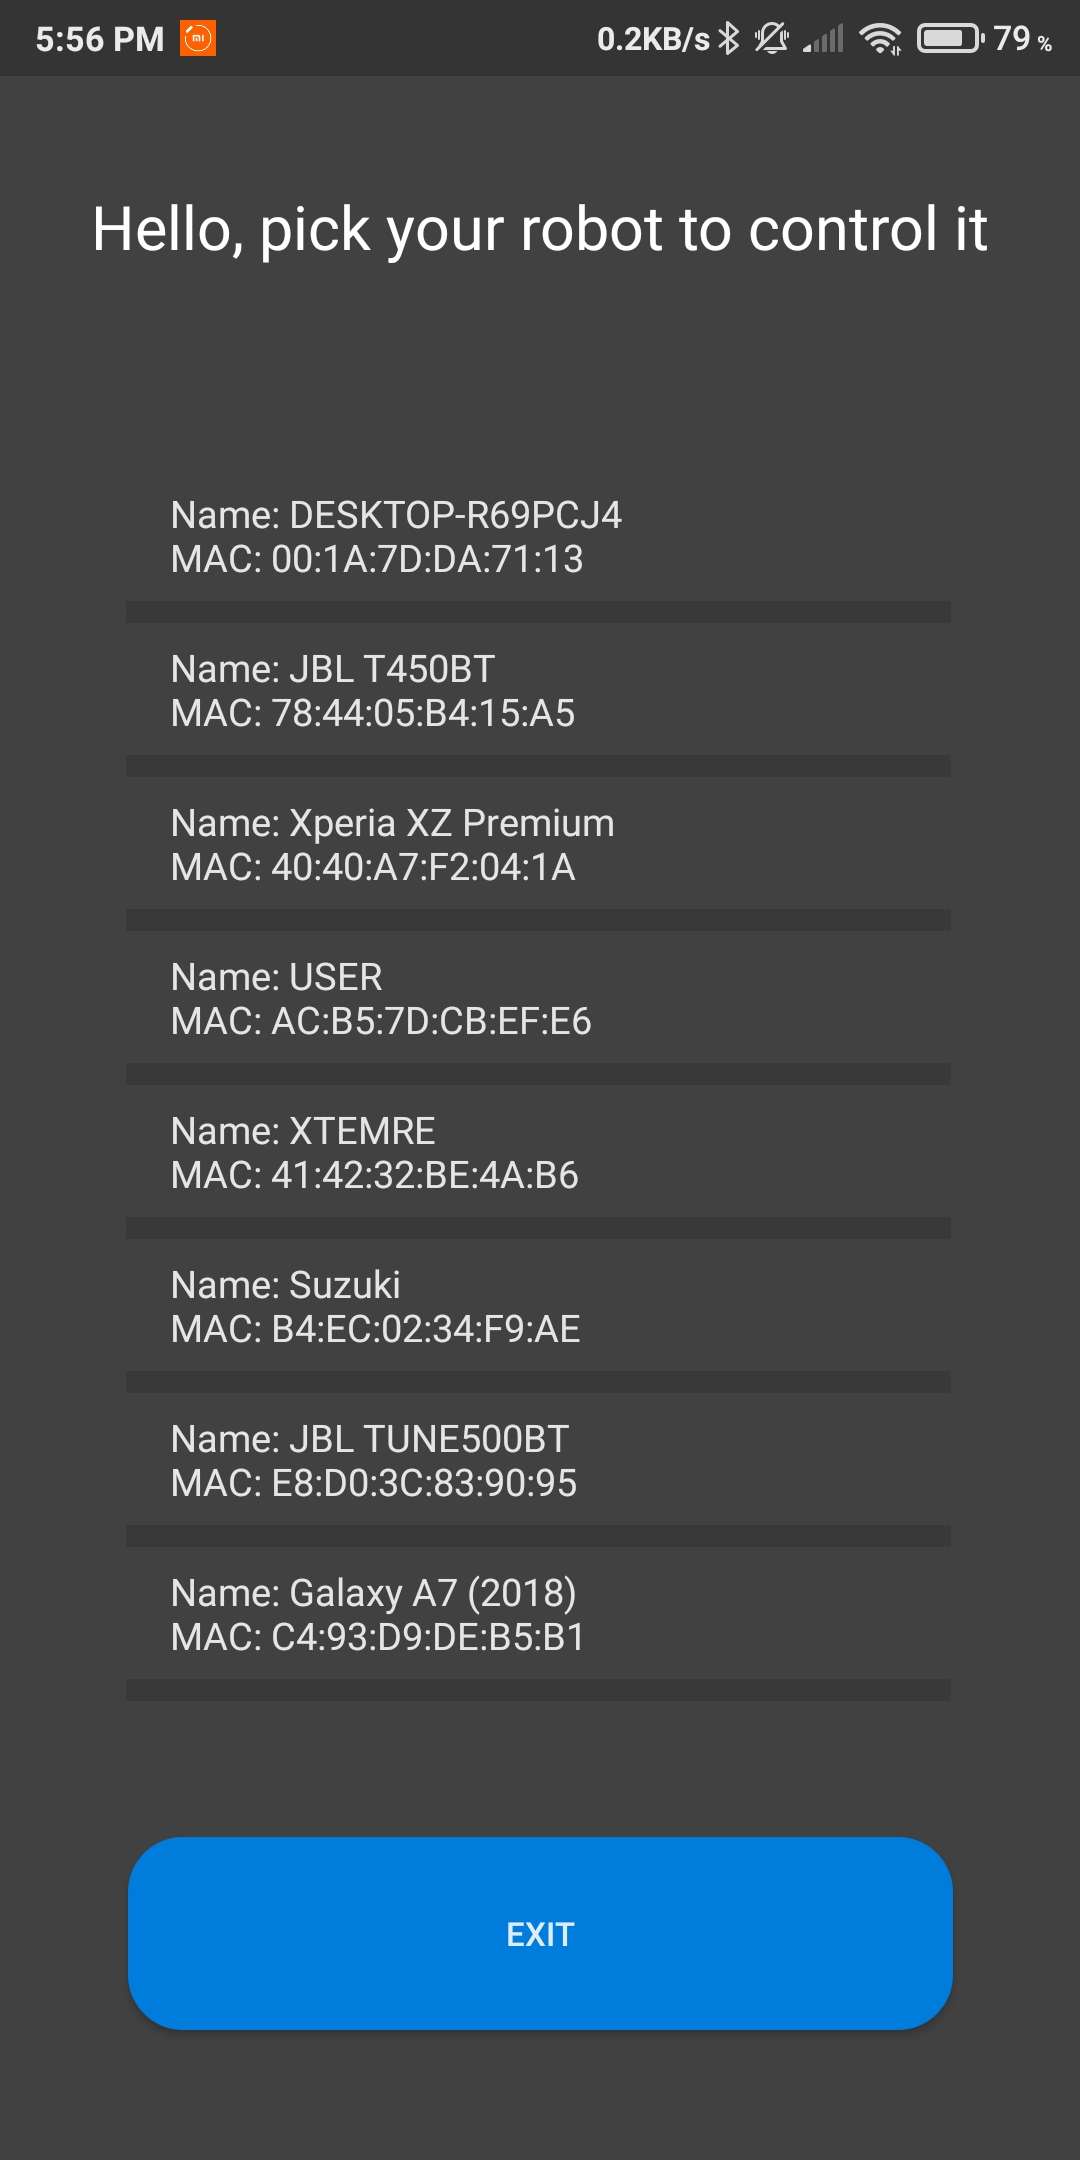 5:56 PM mi 0.2KB/s 79 %
Hello, pick your robot to control it
Name: DESKTOP-R69PCJ4
MAC: 00:1A:7D:DA:71:13
Name: JBL T450BT
MAC: 78:44:05:B4:15:A5
Name: Xperia XZ Premium
MAC: 40:40:A7:F2:04:1A
Name: USER
MAC: AC:B5:7D:CB:EF:E6
Name: XTEMRE
MAC: 41:42:32:BE:4A:B6
Name: Suzuki
MAC: B4:EC:02:34:F9:AE
Name: JBL TUNE500BT
MAC: E8:D0:3C:83:90:95
Name: Galaxy A7 (2018)
MAC: C4:93:D9:DE:B5:B1
EXIT